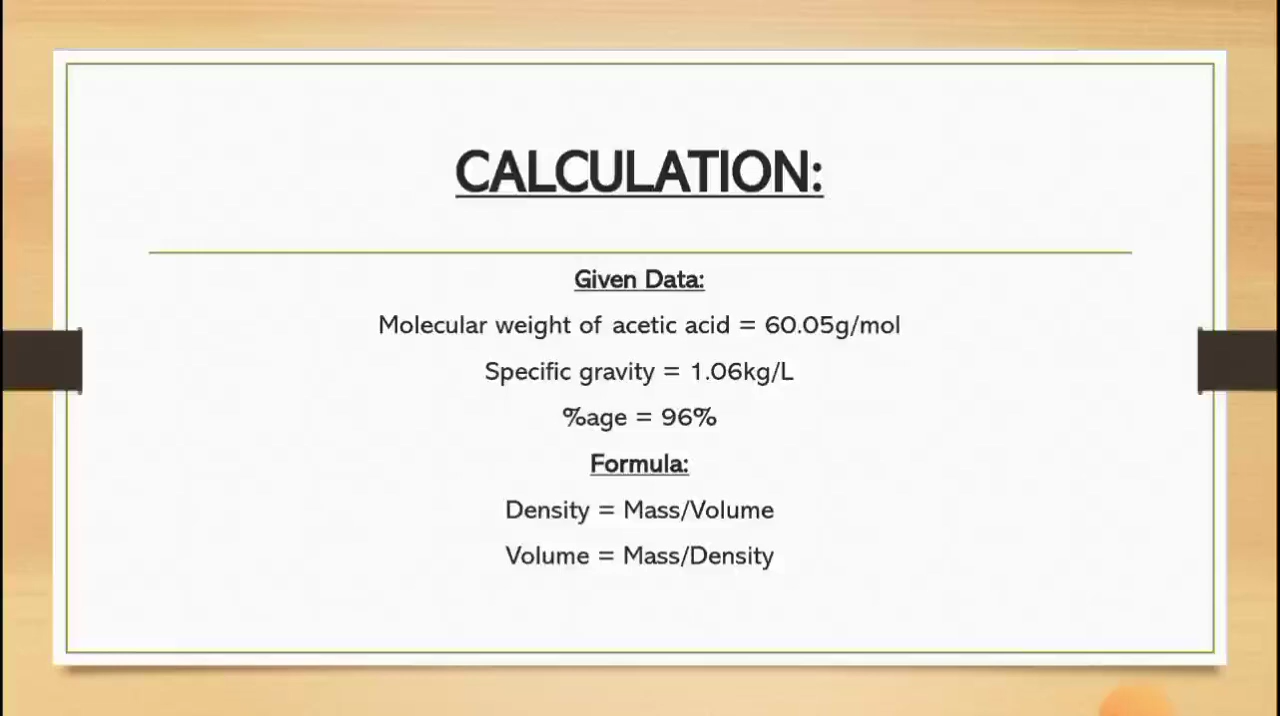 CALCULATION:
Given Data:
Molecular weight of acetic acid = 60.05g/mol
Specific gravity = 1.06kg/L
%age = 96%
Formula:
Density = Mass/Volume
Volume = Mass/Density